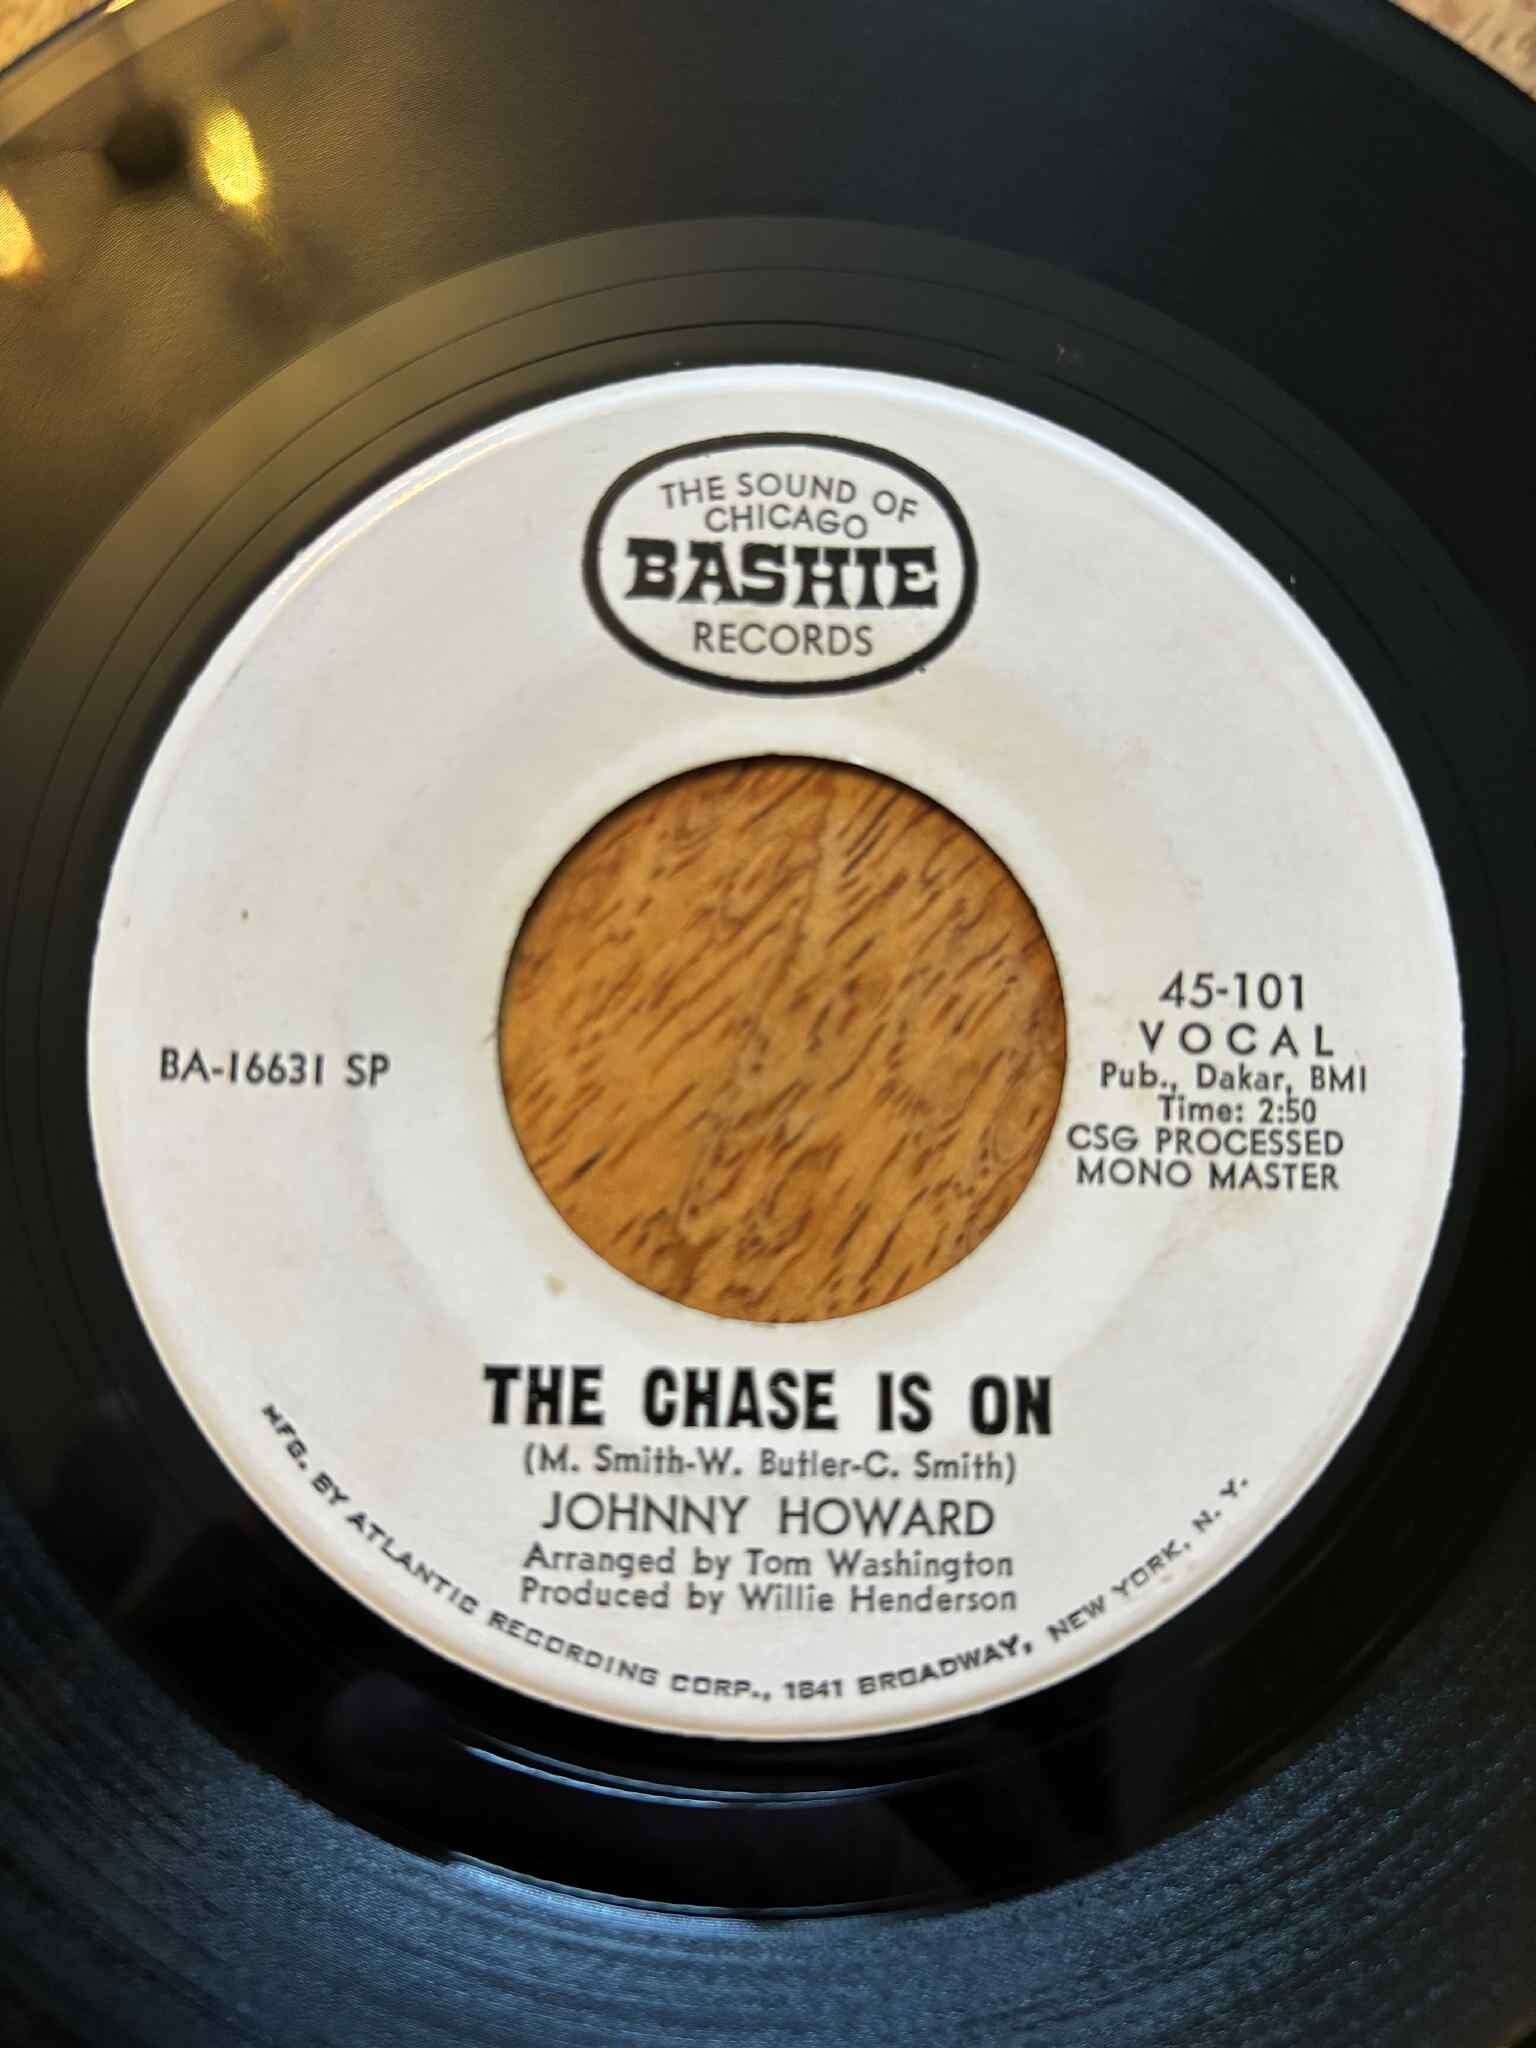 THE SOUND OF
CHICAGO
BASHIE
RECORDS
BA-16631 SP
45-101
VOCAL
Pub., Dakar, BMI
Time: 2:50
CSG PROCESSED
MONO MASTER
THE CHASE IS ON
(M. Smith-W. Butler-C. Smith)
JOHNNY HOWARD
Arranged by Tom Washington
Produced by Willie Henderson
MFG. BY ATLANTIC RECORDING CORP., 1841 BROADWAY, NEW YORK, N. Y.